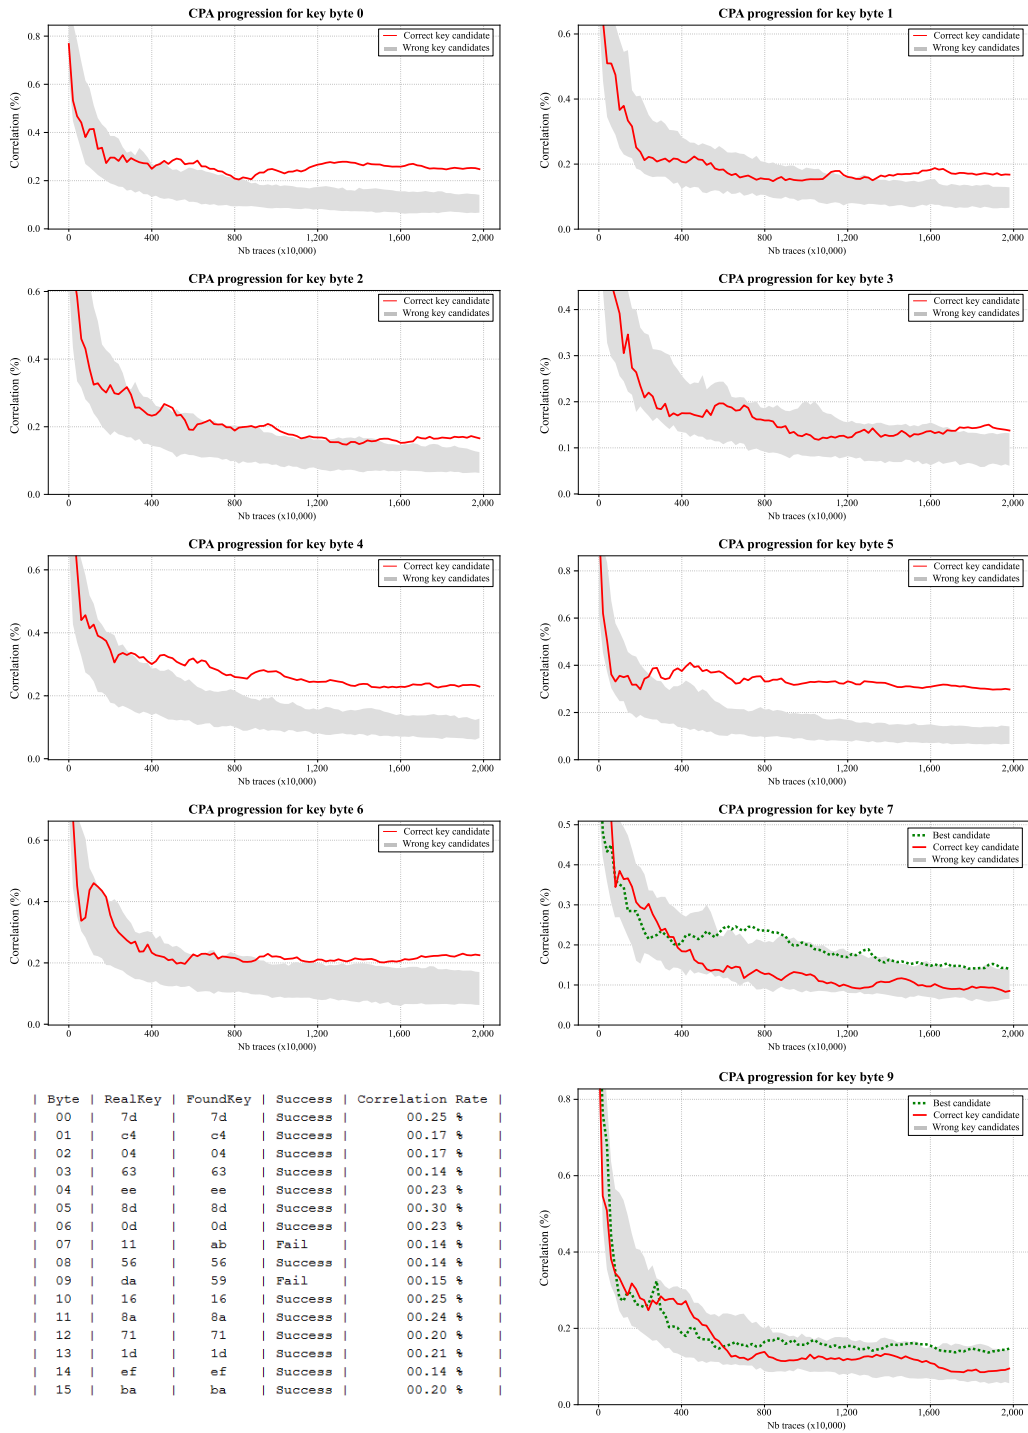 CPA progression for key byte 0
Correlation (%)
0.8
0.6
0.4
0.2
0.0
0
400
800
1,200
1,600
2,000
Nb traces (x10,000)
Correct key candidate
Wrong key candidates
CPA progression for key byte 1
Correlation (%)
0.6
0.4
0.2
0.0
0
400
800
1,200
1,600
2,000
Nb traces (x10,000)
Correct key candidate
Wrong key candidates
CPA progression for key byte 2
Correlation (%)
0.6
0.4
0.2
0.0
0
400
800
1,200
1,600
2,000
Nb traces (x10,000)
Correct key candidate
Wrong key candidates
CPA progression for key byte 3
Correlation (%)
0.4
0.3
0.2
0.1
0.0
0
400
800
1,200
1,600
2,000
Nb traces (x10,000)
Correct key candidate
Wrong key candidates
CPA progression for key byte 4
Correlation (%)
0.6
0.4
0.2
0.0
0
400
800
1,200
1,600
2,000
Nb traces (x10,000)
Correct key candidate
Wrong key candidates
CPA progression for key byte 5
Correlation (%)
0.8
0.6
0.4
0.2
0.0
0
400
800
1,200
1,600
2,000
Nb traces (x10,000)
Correct key candidate
Wrong key candidates
CPA progression for key byte 6
Correlation (%)
0.6
0.4
0.2
0.0
0
400
800
1,200
1,600
2,000
Nb traces (x10,000)
Correct key candidate
Wrong key candidates
CPA progression for key byte 7
Correlation (%)
0.5
0.4
0.3
0.2
0.1
0.0
0
400
800
1,200
1,600
2,000
Nb traces (x10,000)
Best candidate
Correct key candidate
Wrong key candidates
| Byte | RealKey | FoundKey | Success | Correlation Rate |
| 00 | 7d | 7d | Success | 00.25 % |
| 01 | c4 | c4 | Success | 00.17 % |
| 02 | 04 | 04 | Success | 00.17 % |
| 03 | 63 | 63 | Success | 00.14 % |
| 04 | ee | ee | Success | 00.23 % |
| 05 | 8d | 8d | Success | 00.30 % |
| 06 | 0d | 0d | Success | 00.23 % |
| 07 | 11 | ab | Fail | 00.14 % |
| 08 | 56 | 56 | Success | 00.14 % |
| 09 | da | 59 | Fail | 00.15 % |
| 10 | 16 | 16 | Success | 00.25 % |
| 11 | 8a | 8a | Success | 00.24 % |
| 12 | 71 | 71 | Success | 00.20 % |
| 13 | 1d | 1d | Success | 00.21 % |
| 14 | ef | ef | Success | 00.14 % |
| 15 | ba | ba | Success | 00.20 % |
CPA progression for key byte 9
Correlation (%)
0.8
0.6
0.4
0.2
0.0
0
400
800
1,200
1,600
2,000
Nb traces (x10,000)
Best candidate
Correct key candidate
Wrong key candidates